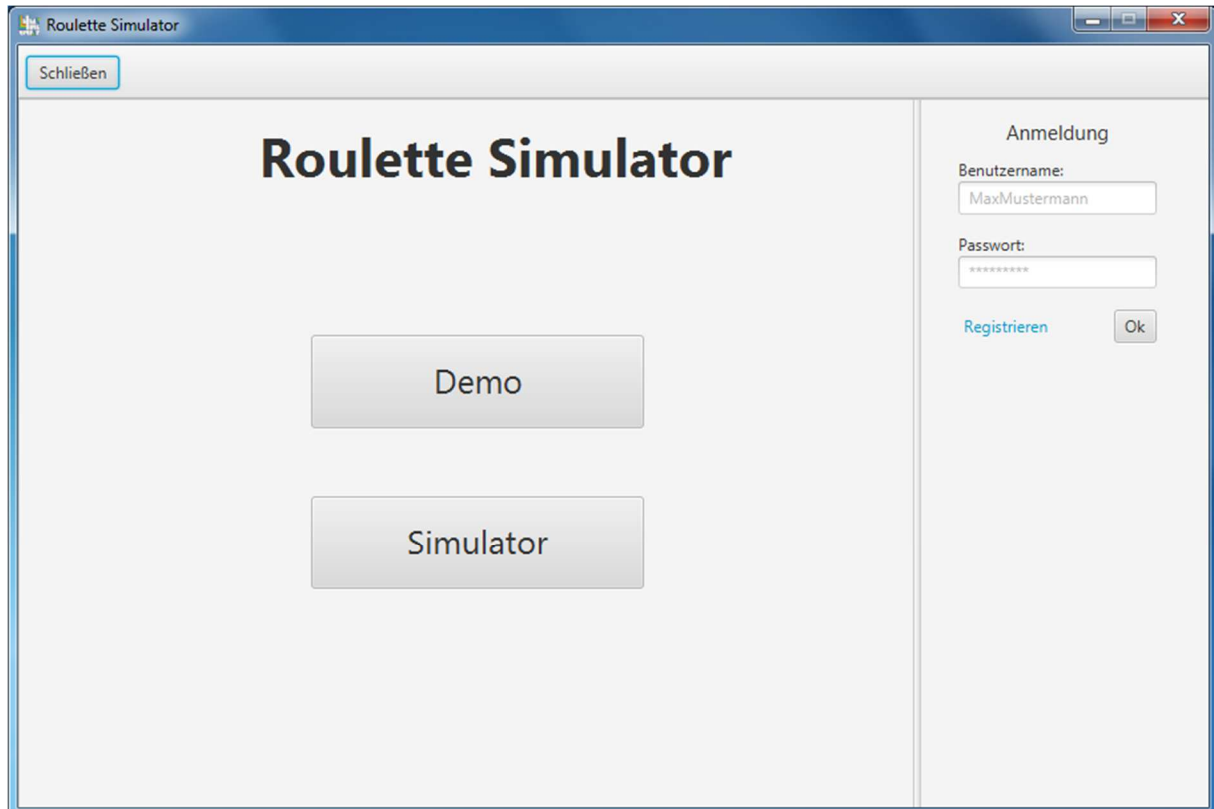 Roulette Simulator
Schließen
Roulette Simulator
Demo
Simulator
Anmeldung
Benutzername:
MaxMustermann
Passwort:
*********
Registrieren
Ok